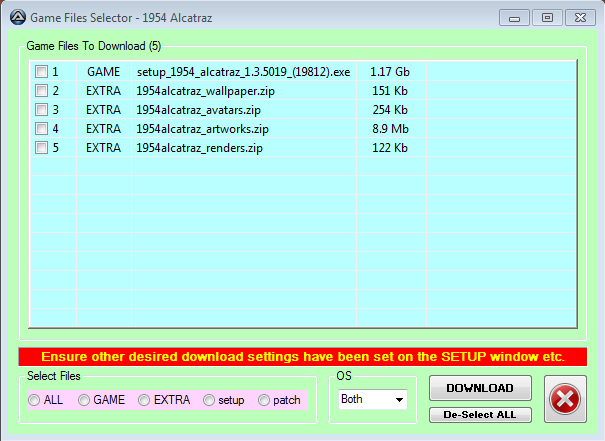 Game Files Selector - 1954 Alcatraz
Game Files To Download (5)
1 GAME setup_1954_alcatraz_1.3.5019_(19812).exe 1.17 Gb
2 EXTRA 1954alcatraz_wallpaper.zip 151 Kb
3 EXTRA 1954alcatraz_avatars.zip 254 Kb
4 EXTRA 1954alcatraz_artworks.zip 8.9 Mb
5 EXTRA 1954alcatraz_renders.zip 122 Kb
Ensure other desired download settings have been set on the SETUP window etc.
Select Files
ALL GAME EXTRA setup patch
OS
Both
DOWNLOAD
De-Select ALL